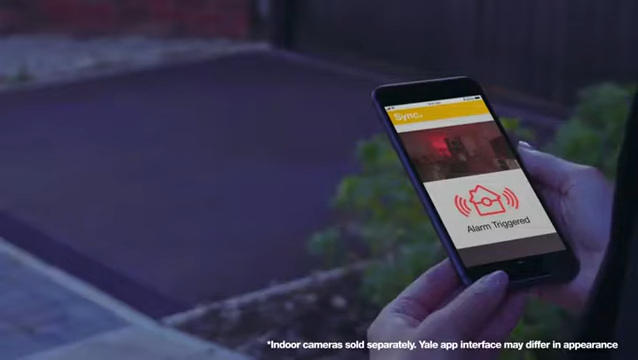 Sync.
Alarm Triggered
*Indoor cameras sold separately. Yale app interface may differ in appearance